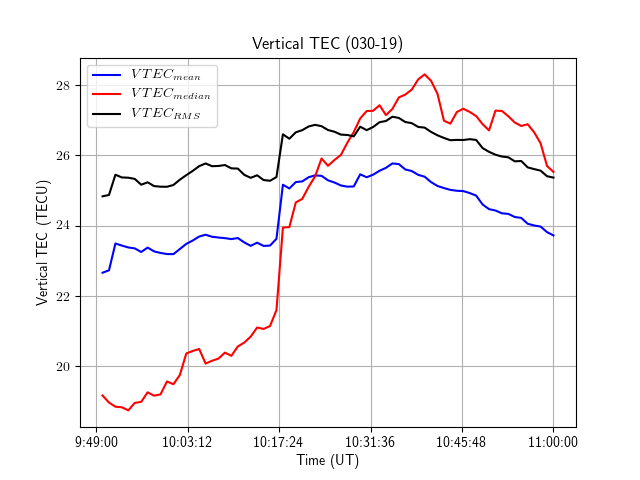 Vertical TEC (030-19)
VTEC_mean
VTEC_median
VTEC_RMS
Vertical TEC (TECU)
28
26
24
22
20
9:49:00 10:03:12 10:17:24 10:31:36 10:45:48 11:00:00
Time (UT)